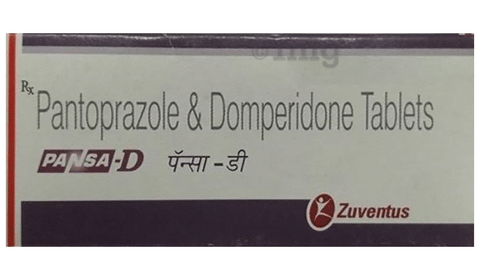 Rx Pantoprazole & Domperidone Tablets
PANSA-D पॅन्सा -डी
Zuventus